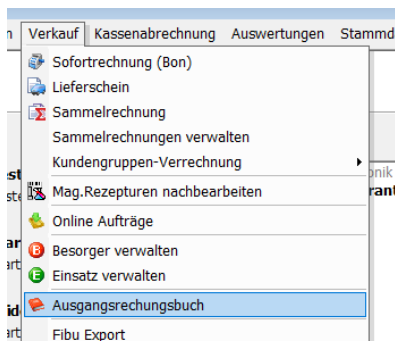 Verkauf Kassenabrechnung Auswertungen Stammd
Sofortrechnung (Bon)
Lieferschein
Sammelrechnung
Sammelrechnungen verwalten
Kundengruppen-Verrechnung
Mag.Rezepturen nachbearbeiten
Online Aufträge
B Besorger verwalten
E Einsatz verwalten
Ausgangsrechungsbuch
Fibu Export